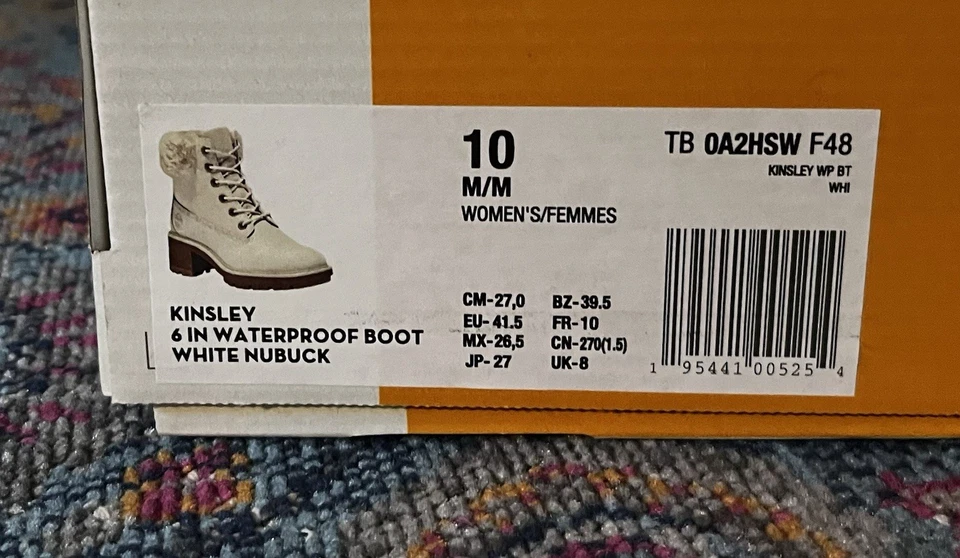 10
M/M
WOMEN'S/FEMMES
TB 0A2HSW F48
KINSLEY WP BT
WHI
CM-27,0 BZ-39.5
EU-41.5 FR-10
MX-26,5 CN-270(1.5)
JP-27 UK-8
KINSLEY
6 IN WATERPROOF BOOT
WHITE NUBUCK
1 95441 00525 4